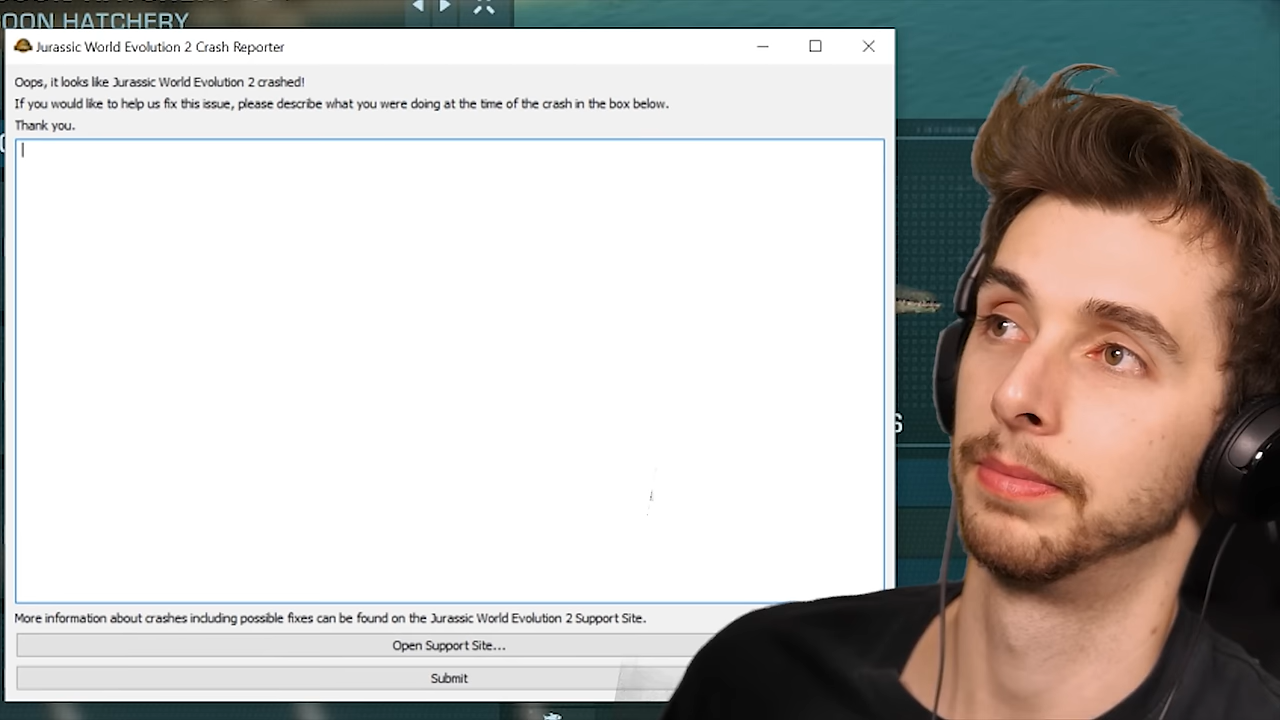 OON HATCHERY
Jurassic World Evolution 2 Crash Reporter
Oops, it looks like Jurassic World Evolution 2 crashed!
If you would like to help us fix this issue, please describe what you were doing at the time of the crash in the box below.
Thank you.
More information about crashes including possible fixes can be found on the Jurassic World Evolution 2 Support Site.
Open Support Site...
Submit